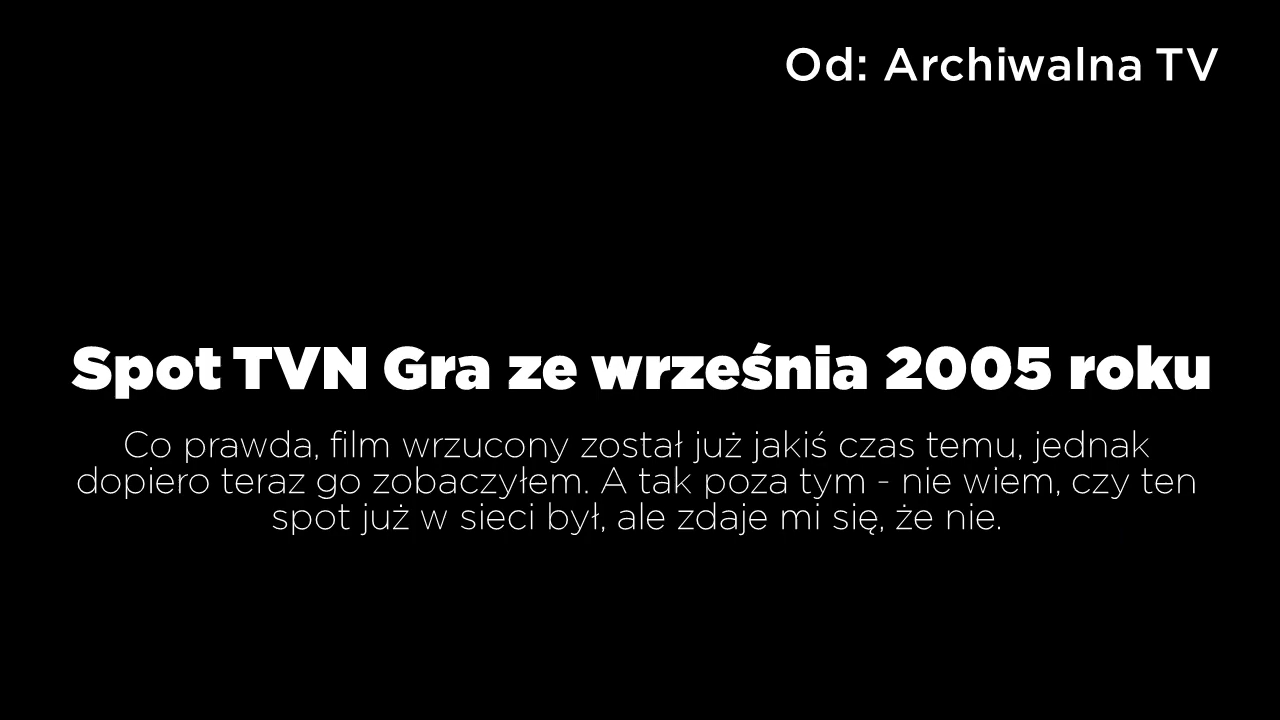 Od: Archiwalna TV
Spot TVN Gra ze września 2005 roku
Co prawda, film wrzucony został już jakiś czas temu, jednak
dopiero teraz go zobaczyłem. A tak poza tym - nie wiem, czy ten
spot już w sieci był, ale zdaje mi się, że nie.